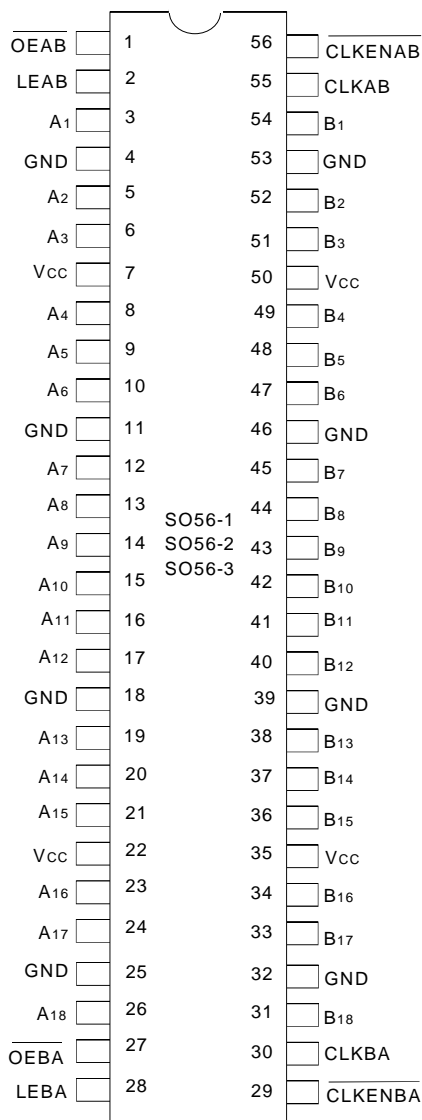 OEAB 1 56 CLKENAB
LEAB 2 55 CLKAB
A1 3 54 B1
GND 4 53 GND
A2 5 52 B2
A3 6 51 B3
VCC 7 50 VCC
A4 8 49 B4
A5 9 48 B5
A6 10 47 B6
GND 11 46 GND
A7 12 45 B7
A8 13 44 B8
SO56-1
A9 14 SO56-2 43 B9
SO56-3
A10 15 42 B10
A11 16 41 B11
A12 17 40 B12
GND 18 39 GND
A13 19 38 B13
A14 20 37 B14
A15 21 36 B15
VCC 22 35 VCC
A16 23 34 B16
A17 24 33 B17
GND 25 32 GND
A18 26 31 B18
OEBA 27 30 CLKBA
LEBA 28 29 CLKENBA